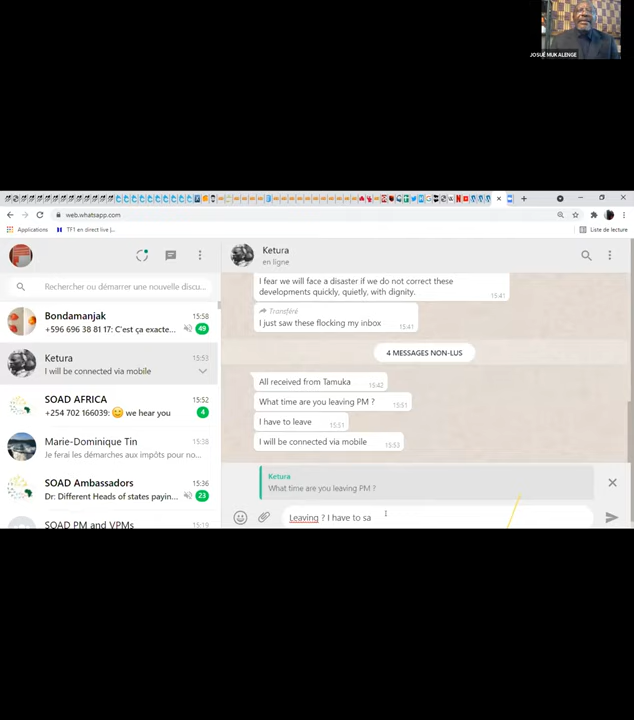 JOSUÉ MUKALENGE
web.whatsapp.com
Applications
TF1 en direct live |...
Liste de lecture
Ketura
en ligne
Rechercher ou démarrer une nouvelle discu...
I fear we will face a disaster if we do not correct these
developments quickly, quietly, with dignity.
15:41
Transféré
I just saw these flocking my inbox
15:41
4 MESSAGES NON-LUS
All received from Tamuka
15:42
What time are you leaving PM ?
15:51
I have to leave
15:51
I will be connected via mobile
15:53
Bondamanjak
15:58
+596 696 38 81 17: C'est ça exacte...
49
Ketura
15:53
I will be connected via mobile
SOAD AFRICA
15:52
+254 702 166039: 😊 we hear you
4
Marie-Dominique Tin
15:38
Je ferai les démarches aux impôts pour no...
SOAD Ambassadors
15:36
Dr: Different Heads of states payin...
23
SOAD PM and VPMs
15:19
Ketura
What time are you leaving PM ?
Leaving ? I have to sa